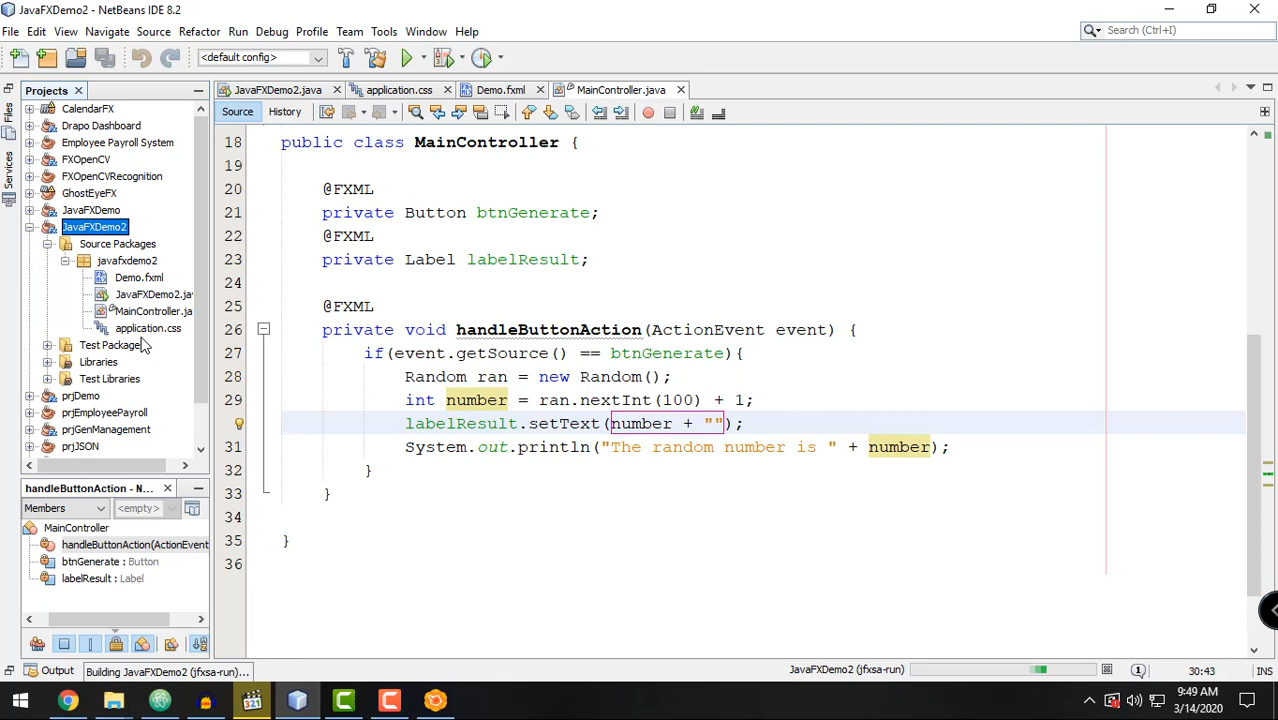 JavaFXDemo2 - NetBeans IDE 8.2
File Edit View Navigate Source Refactor Run Debug Profile Team Tools Window Help
Search (Ctrl+I)
<default config>
Projects
JavaFXDemo2.java application.css Demo.fxml MainController.java
Source History
Files
Services
CalendarFX
Drapo Dashboard
Employee Payroll System
FXOpenCV
FXOpenCVRecognition
GhostEyeFX
JavaFXDemo
JavaFXDemo2
Source Packages
javafxdemo2
Demo.fxml
JavaFXDemo2.jav
MainController.ja
application.css
Test Packages
Libraries
Test Libraries
prjDemo
prjEmployeePayroll
prjGenManagement
prjJSON
18 public class MainController {
19
20 @FXML
21 private Button btnGenerate;
22 @FXML
23 private Label labelResult;
24
25 @FXML
26 private void handleButtonAction(ActionEvent event) {
27 if(event.getSource() == btnGenerate){
28 Random ran = new Random();
29 int number = ran.nextInt(100) + 1;
labelResult.setText(number + "");
31 System.out.println("The random number is " + number);
32 }
33 }
34
35 }
36
handleButtonAction - N...
Members <empty>
MainController
handleButtonAction(ActionEvent
btnGenerate : Button
labelResult : Label
Output
Building JavaFXDemo2 (jfxsa-run)...
JavaFXDemo2 (jfxsa-run)
1
30:43
INS
321
9:49 AM
3/14/2020